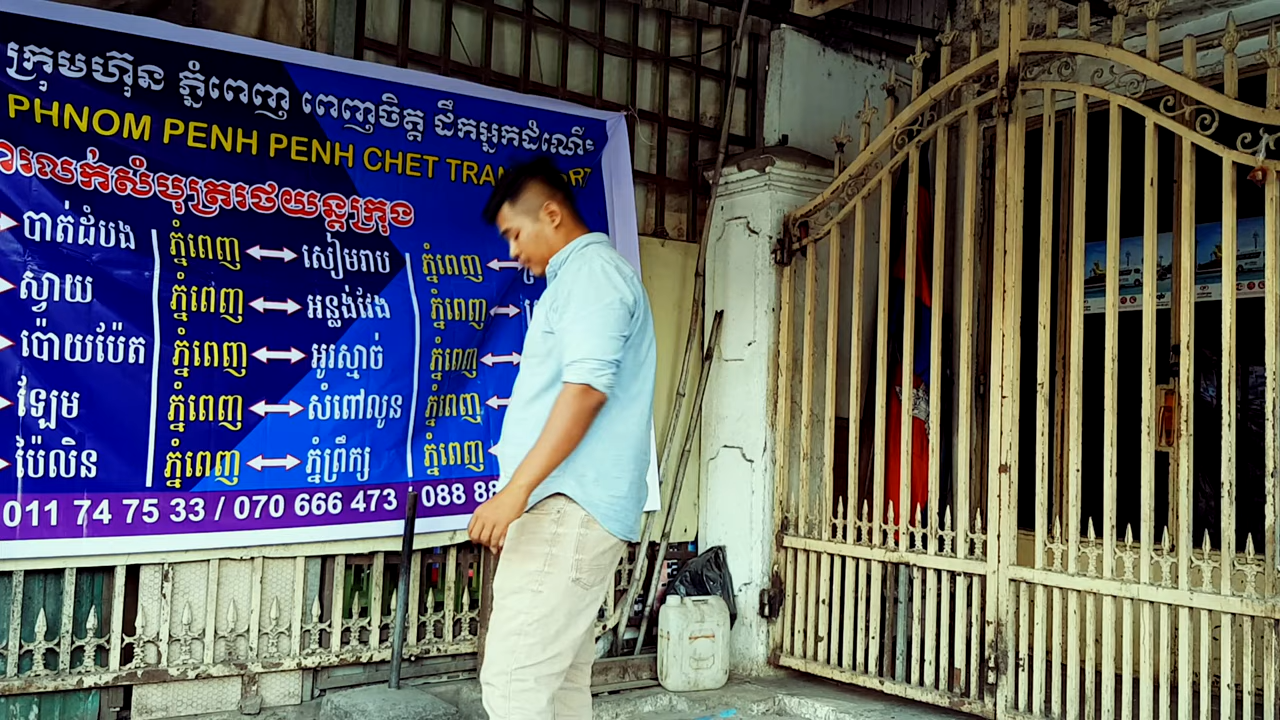 ក្រុមហ៊ុន ភ្នំពេញ ពេញចិត្ត ដឹកអ្នកដំណើរ
PHNOM PENH PENH CHET
លក់សំបុត្ររថយន្តក្រុង
បាត់ដំបង ភ្នំពេញ ↔ សៀមរាប ភ្នំពេញ
ស្វាយ ភ្នំពេញ ↔ អន្លង់វែង ភ្នំពេញ
ប៉ោយប៉ែត ភ្នំពេញ ↔ អូរស្មាច់ ភ្នំពេញ
ឡែម ភ្នំពេញ ↔ សំពៅលូន ភ្នំពេញ
ប៉ៃលិន ភ្នំពេញ ↔ ភ្នំព្រឹក្ស ភ្នំពេញ
011 74 75 33 / 070 666 473 088